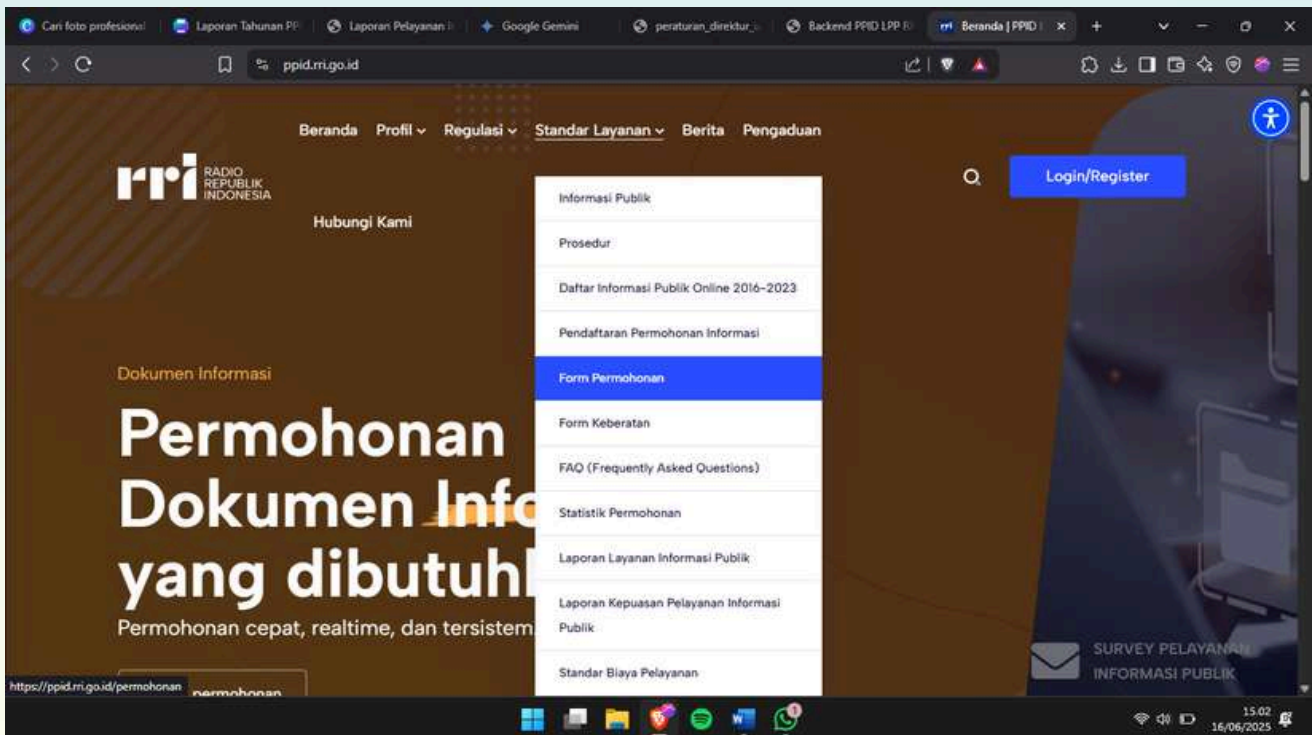 Cari foto profesional
Laporan Tahunan PP
Laporan Pelayanan I
Google Gemini
peraturan_direktur_
Backend PPID LPP R
Beranda | PPID
ppid.rri.go.id
Beranda Profil Regulasi Standar Layanan Berita Pengaduan
rri RADIO
REPUBLIK
INDONESIA
Hubungi Kami
Login/Register
Informasi Publik
Prosedur
Daftar Informasi Publik Online 2016-2023
Pendaftaran Permohonan Informasi
Form Permohonan
Form Keberatan
FAQ (Frequently Asked Questions)
Statistik Permohonan
Laporan Layanan Informasi Publik
Laporan Kepuasan Pelayanan Informasi
Publik
Standar Biaya Pelayanan
Dokumen Informasi
Permohonan
Dokumen Info
yang dibutuh
Permohonan cepat, realtime, dan tersistem
permohonan
SURVEY PELAYANAN
INFORMASI PUBLIK
https://ppid.rri.go.id/permohonan
1
15.02
16/06/2025